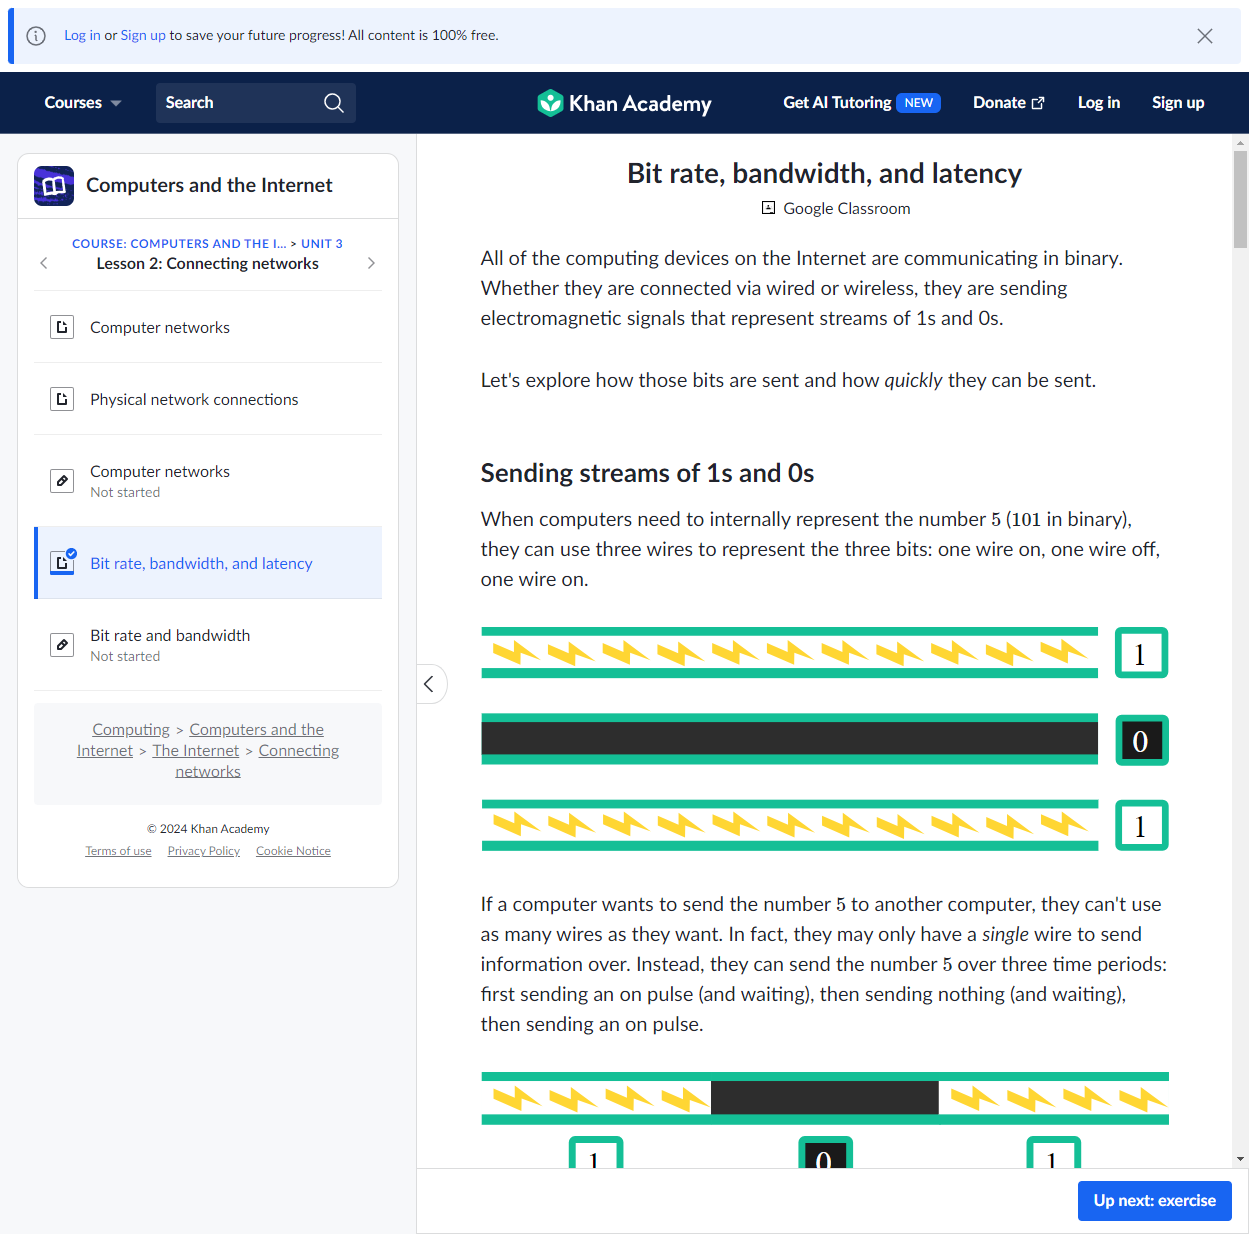 Log in or Sign up to save your future progress! All content is 100% free.
Courses
Search
Khan Academy
Get AI Tutoring NEW
Donate
Log in
Sign up
Computers and the Internet
COURSE: COMPUTERS AND THE I... > UNIT 3
Lesson 2: Connecting networks
Computer networks
Physical network connections
Computer networks
Not started
Bit rate, bandwidth, and latency
Bit rate and bandwidth
Not started
Computing > Computers and the
Internet > The Internet > Connecting
networks
© 2024 Khan Academy
Terms of use Privacy Policy Cookie Notice
Bit rate, bandwidth, and latency
Google Classroom
All of the computing devices on the Internet are communicating in binary.
Whether they are connected via wired or wireless, they are sending
electromagnetic signals that represent streams of 1s and 0s.
Let's explore how those bits are sent and how quickly they can be sent.
Sending streams of 1s and 0s
When computers need to internally represent the number 5 (101 in binary),
they can use three wires to represent the three bits: one wire on, one wire off,
one wire on.
1
0
1
If a computer wants to send the number 5 to another computer, they can't use
as many wires as they want. In fact, they may only have a single wire to send
information over. Instead, they can send the number 5 over three time periods:
first sending an on pulse (and waiting), then sending nothing (and waiting),
then sending an on pulse.
1 0 1
Up next: exercise